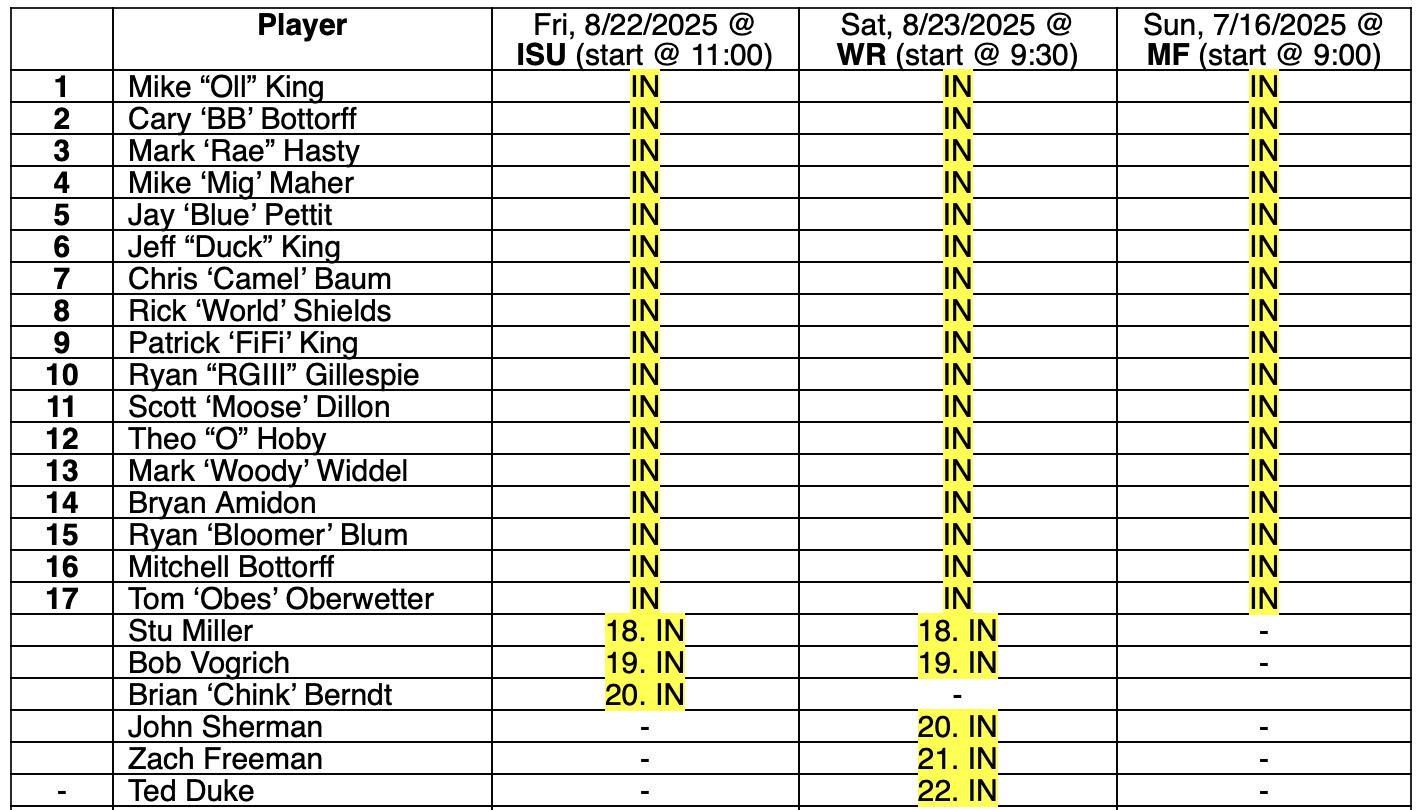 Player Fri, 8/22/2025 @ Sat, 8/23/2025 @ Sun, 7/16/2025 @
ISU (start @ 11:00) WR (start @ 9:30) MF (start @ 9:00)
1 Mike “Oll” King IN IN IN
2 Cary ‘BB’ Bottorff IN IN IN
3 Mark ‘Rae” Hasty IN IN IN
4 Mike ‘Mig’ Maher IN IN IN
5 Jay ‘Blue’ Pettit IN IN IN
6 Jeff “Duck” King IN IN IN
7 Chris ‘Camel’ Baum IN IN IN
8 Rick ‘World’ Shields IN IN IN
9 Patrick ‘FiFi’ King IN IN IN
10 Ryan “RGIII” Gillespie IN IN IN
11 Scott ‘Moose’ Dillon IN IN IN
12 Theo “O” Hoby IN IN IN
13 Mark ‘Woody’ Widdel IN IN IN
14 Bryan Amidon IN IN IN
15 Ryan ‘Bloomer’ Blum IN IN IN
16 Mitchell Bottorff IN IN IN
17 Tom ‘Obes’ Oberwetter IN IN IN
Stu Miller 18. IN 18. IN -
Bob Vogrich 19. IN 19. IN -
Brian ‘Chink’ Berndt 20. IN -
John Sherman - 20. IN -
Zach Freeman - 21. IN -
- Ted Duke - 22. IN -